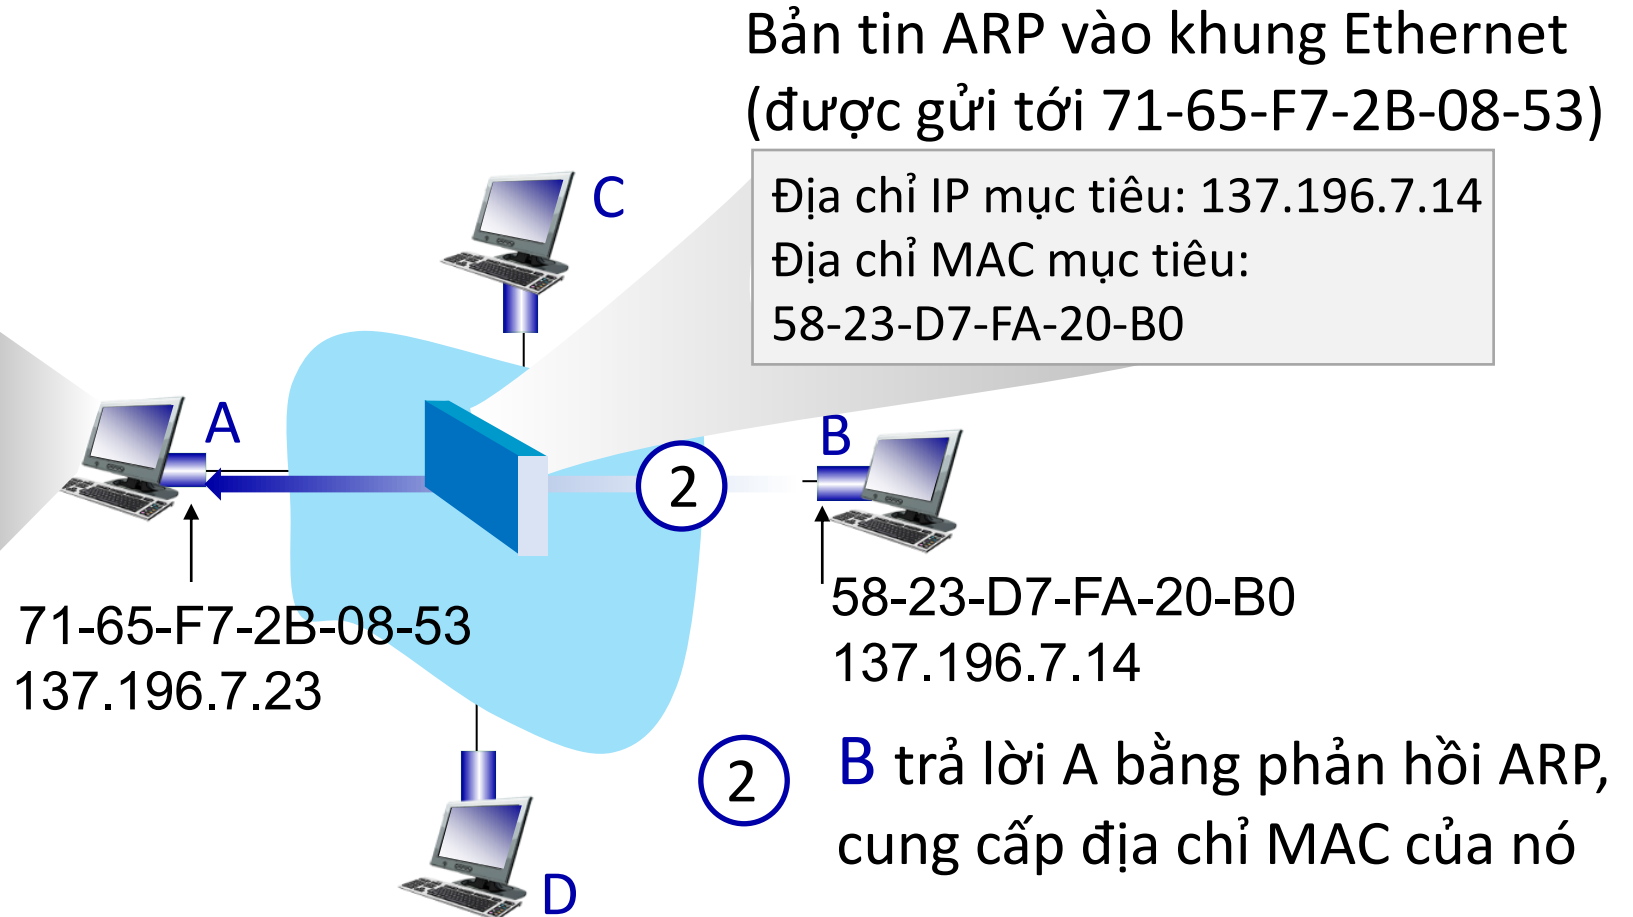 Bản tin ARP vào khung Ethernet
(được gửi tới 71-65-F7-2B-08-53)
Địa chỉ IP mục tiêu: 137.196.7.14
Địa chỉ MAC mục tiêu:
58-23-D7-FA-20-B0
C
A
B
2
71-65-F7-2B-08-53
137.196.7.23
58-23-D7-FA-20-B0
137.196.7.14
2
B trả lời A bằng phản hồi ARP,
cung cấp địa chỉ MAC của nó
D